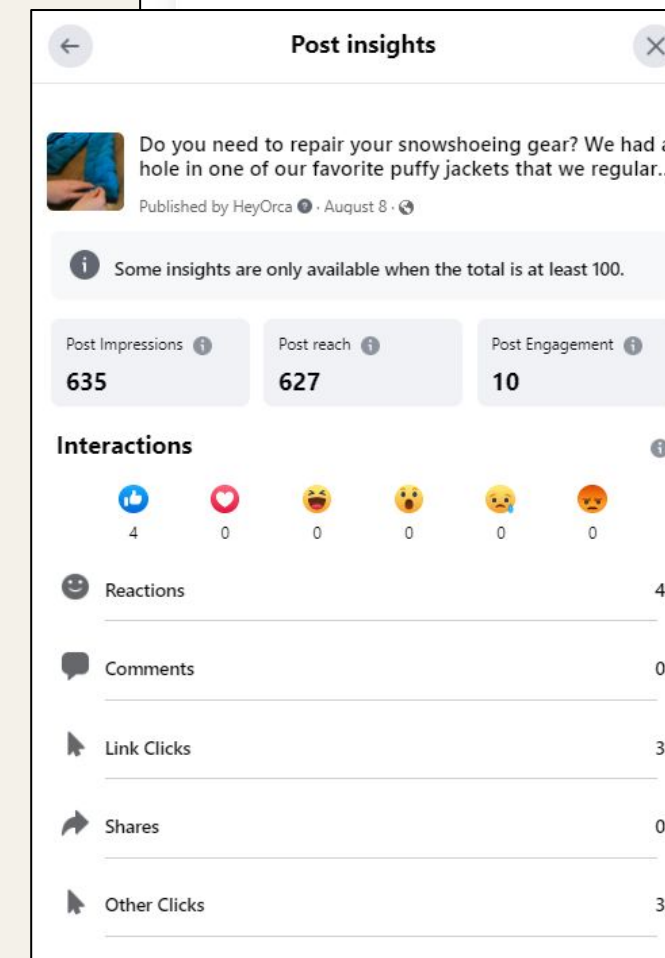 Post insights
Do you need to repair your snowshoeing gear? We had a
hole in one of our favorite puffy jackets that we regular...
Published by HeyOrca · August 8 ·
Some insights are only available when the total is at least 100.
Post Impressions Post reach Post Engagement
635 627 10
Interactions
4 0 0 0 0 0
Reactions 4
Comments 0
Link Clicks 3
Shares 0
Other Clicks 3